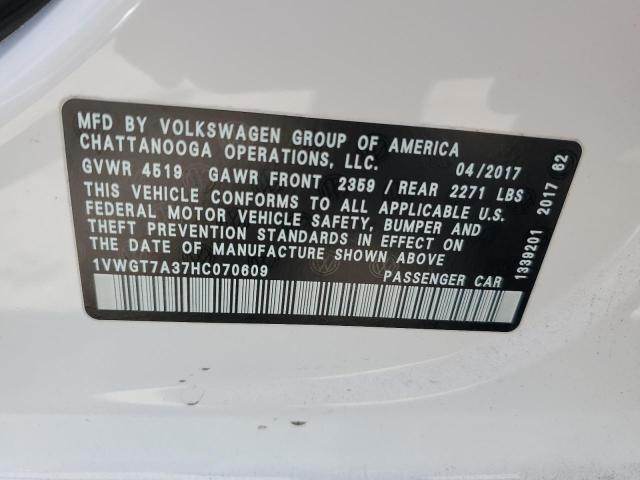 MFD BY VOLKSWAGEN GROUP OF AMERICA
CHATTANOOGA OPERATIONS, LLC. 04/2017
GVWR 4519 GAWR FRONT 2359 / REAR 2271 LBS
THIS VEHICLE CONFORMS TO ALL APPLICABLE U.S.
FEDERAL MOTOR VEHICLE SAFETY, BUMPER AND
THEFT PREVENTION STANDARDS IN EFFECT ON
THE DATE OF MANUFACTURE SHOWN ABOVE
1VWGT7A37HC070609 PASSENGER CAR
1339201 2017 62